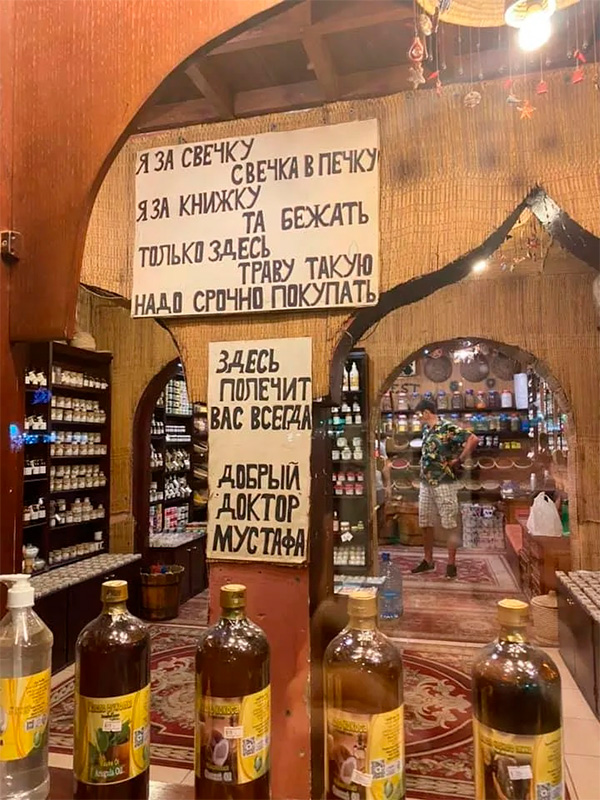 Я ЗА СВЕЧКУ
СВЕЧКА В ПЕЧКУ
Я ЗА КНИЖКУ
ТА БЕЖАТЬ
ТОЛЬКО ЗДЕСЬ
ТРАВУ ТАКУЮ
НАДО СРОЧНО ПОКУПАТЬ
ЗДЕСЬ
ПОЛЕЧИТ
ВАС ВСЕГДА
ДОБРЫЙ
ДОКТОР
МУСТАФА